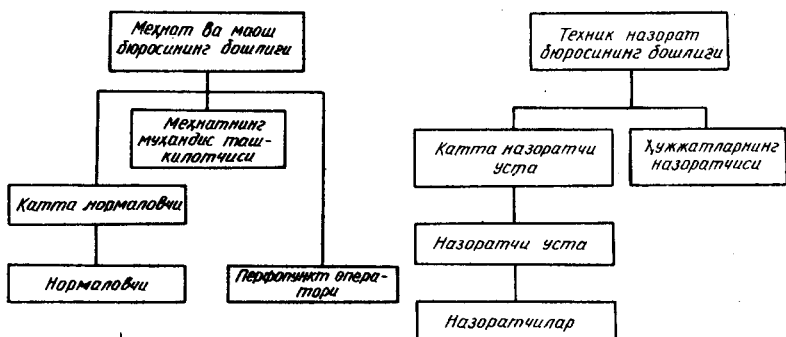 Меҳнат ва маош
бюросининг бошлиғи
Меҳнатнинг
муҳандис таш-
килотчиси
Катта нормаловчи
Нормаловчи
Перфопункт опера-
тори
Техник назорат
бюросининг бошлиғи
Катта назоратчи
уста
Ҳужжатларнинг
назоратчиси
Назоратчи уста
Назоратчилар